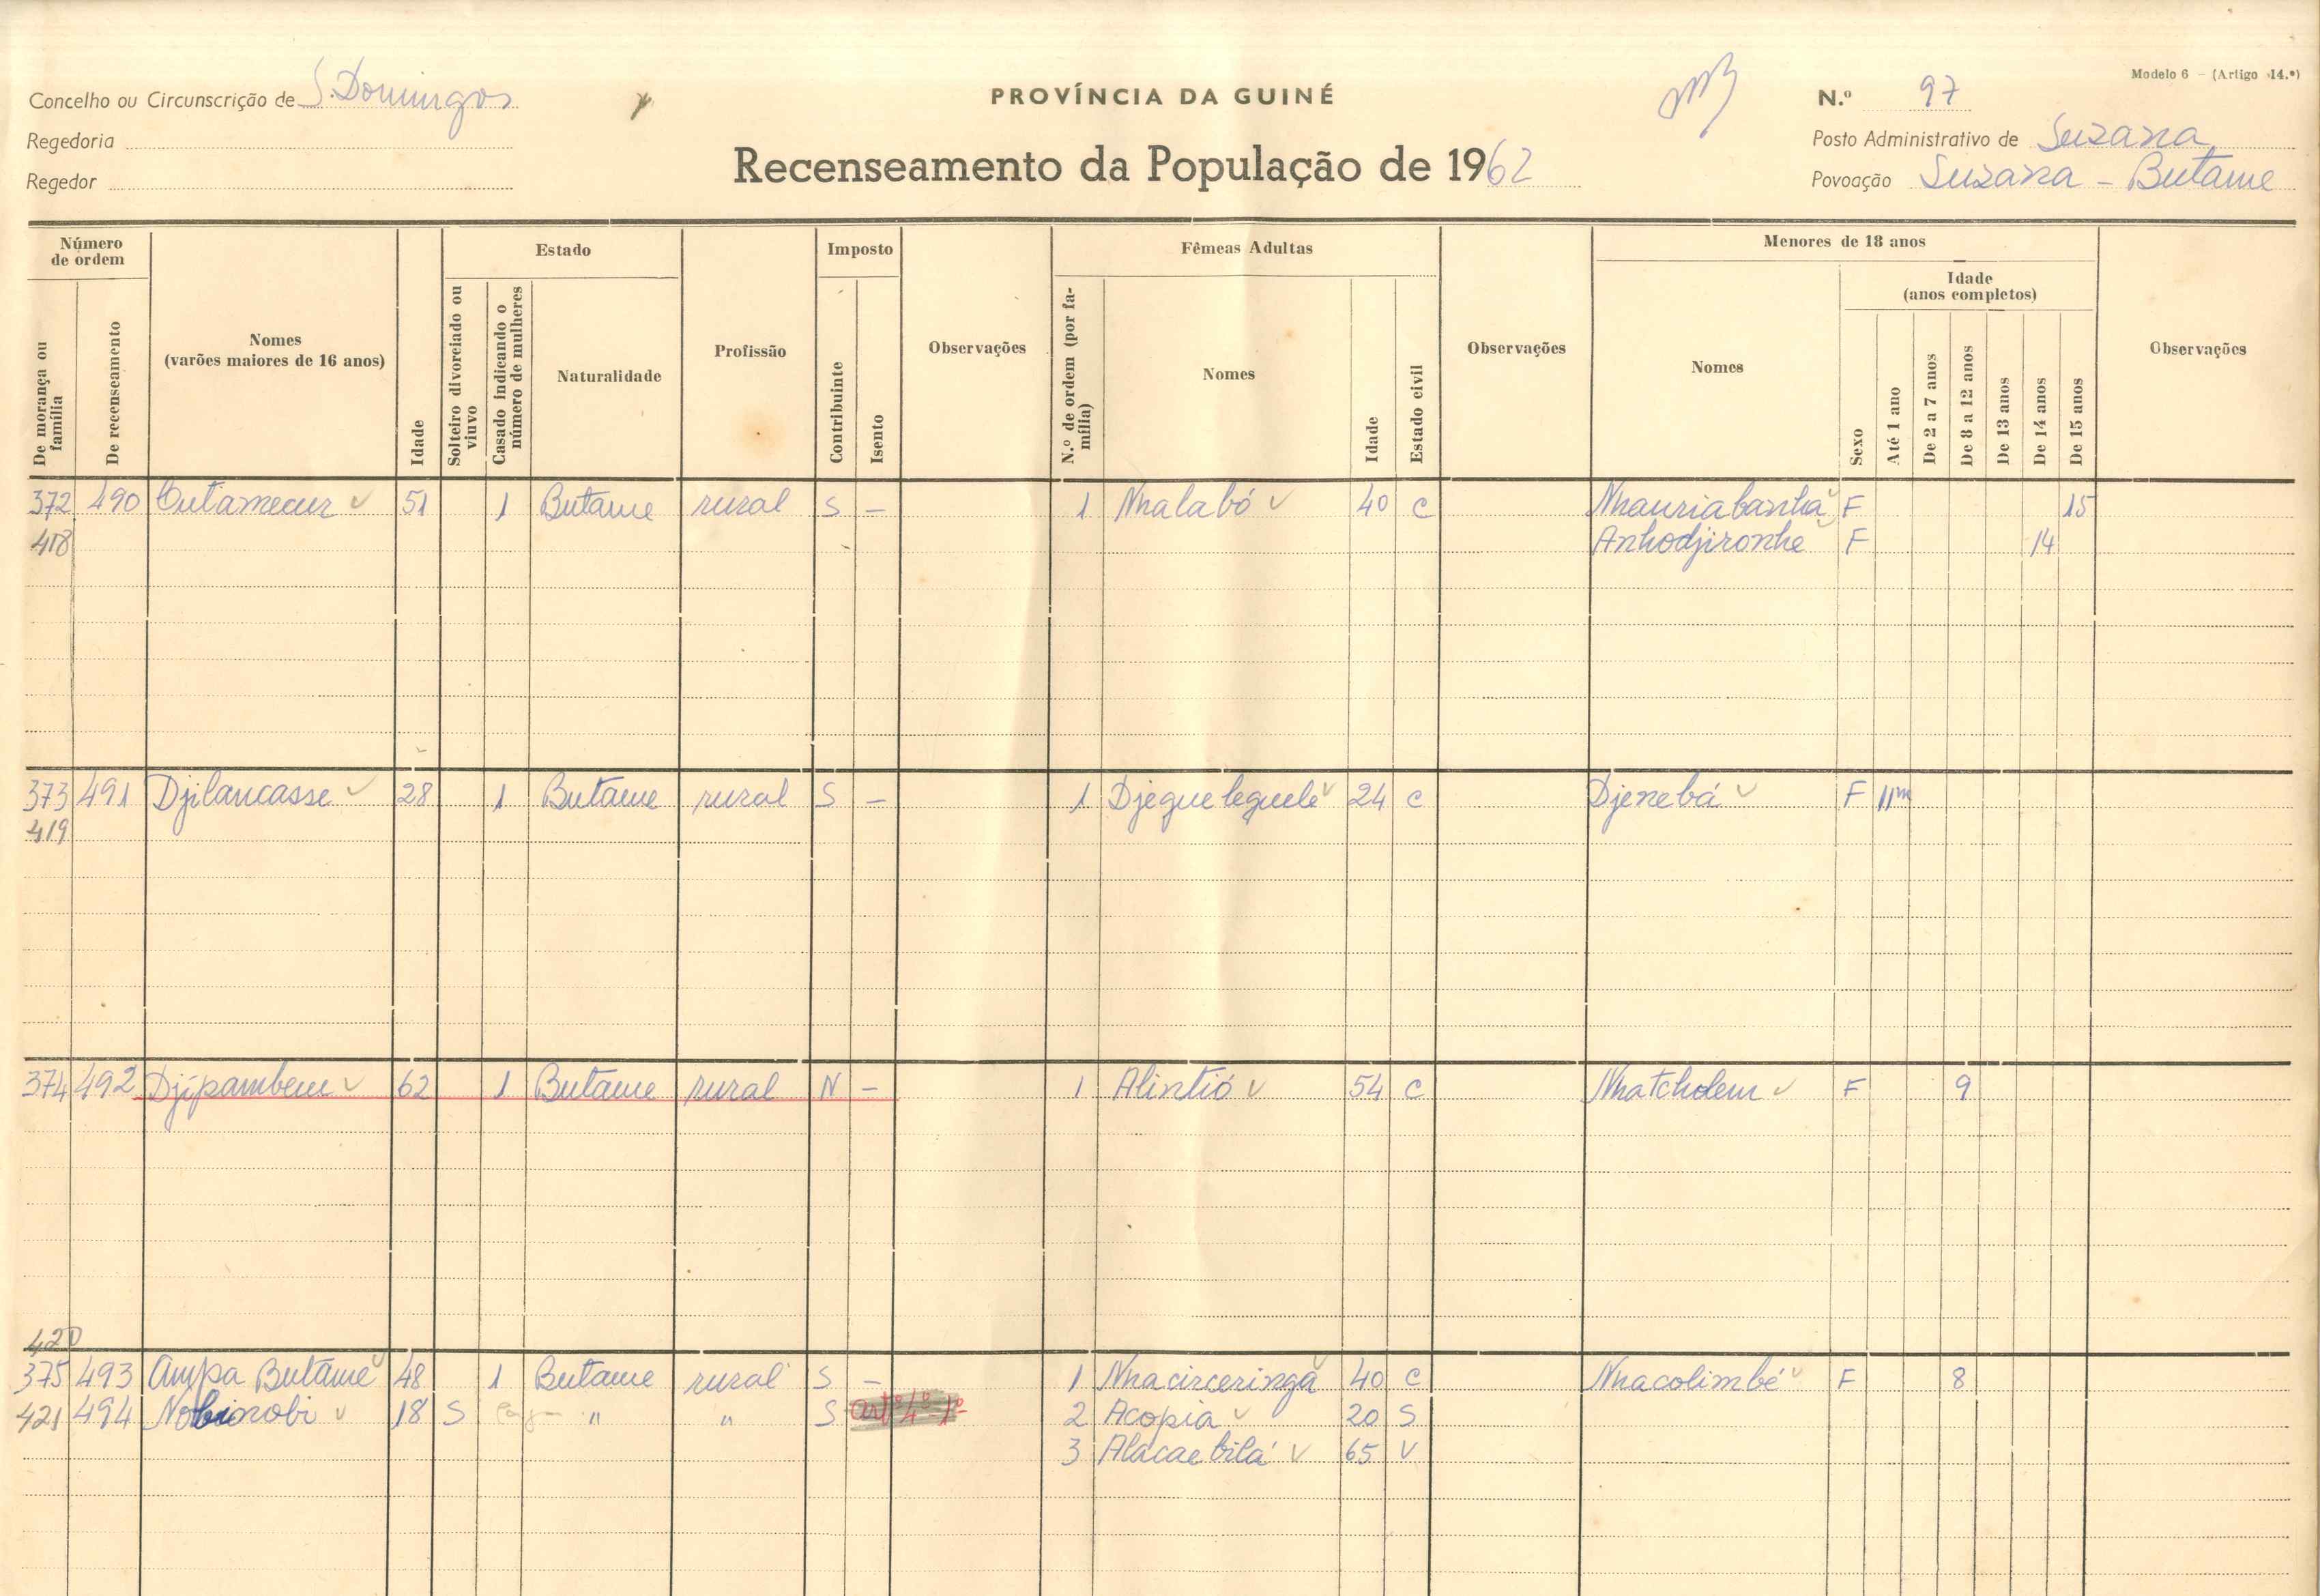 Modelo 6 - (Artigo 14.º)
Concelho ou Circunscrição de S. Domingos
PROVÍNCIA DA GUINÉ
N.º 97
Regedoria
Posto Administrativo de Suzana
Regedor
Recenseamento da População de 1962
Povoação Suzana - Butame
Número de ordem
De morança ou família
De recenseamento
Nomes
(varões maiores de 16 anos)
Idade
Estado
Solteiro divorciado ou viuvo
Casado indicando o número de mulheres
Naturalidade
Profissão
Imposto
Contribuinte
Isento
Observações
Fêmeas Adultas
N.º de ordem (por família)
Nomes
Idade
Estado civil
Observações
Menores de 18 anos
Nomes
Sexo
Idade
(anos completos)
Até 1 ano
De 2 a 7 anos
De 8 a 12 anos
De 13 anos
De 14 anos
De 15 anos
Observações
372 490 51 1 Butame rural S - 1 Nhalabó 40 C Nhauriabanha F 15
418 Anhodjironhe F 14
373 491 Djilancasse 28 1 Butame rural S - 1 Djegueleguelé 24 C Djenebá F 11m
419
374 492 Djipambem 62 1 Butame rural N - 1 Alintió 54 C Nhatcholem F 9
420
375 493 Ampa Butame 48 1 Butame rural S - 1 Nhacirceringa 40 C Nhacolimbé F 8
421 494 Nobinobi 18 S " " S 2 Acopia 20 S
3 Alacaebilá 65 V